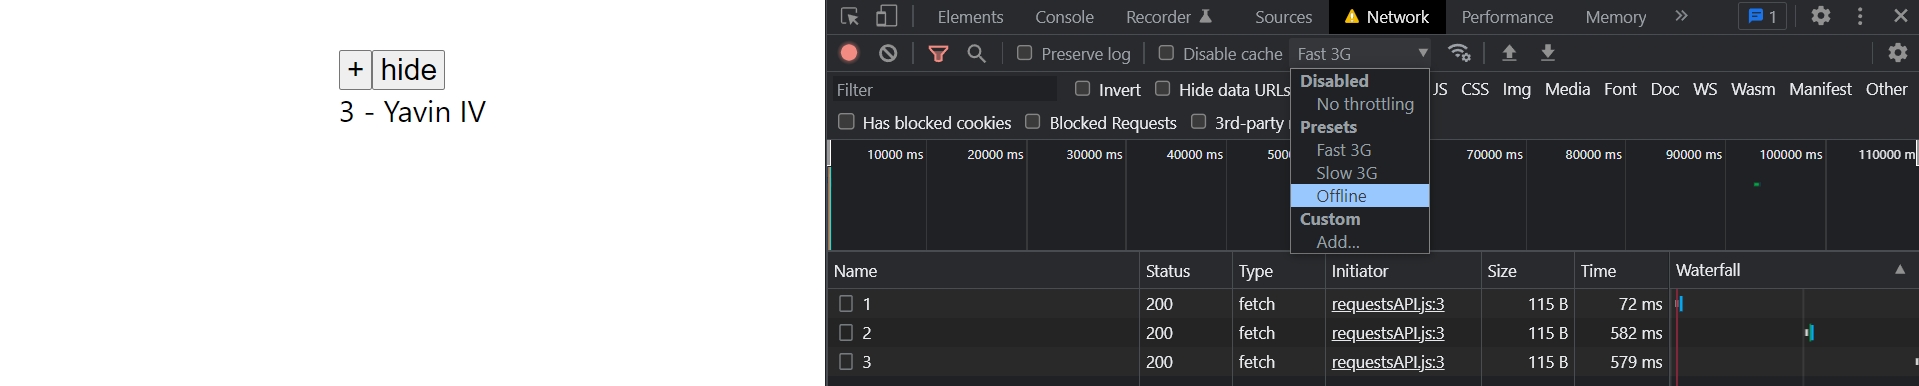 + hide
3 - Yavin IV
Elements Console Recorder Sources Network Performance Memory 1
Preserve log Disable cache Fast 3G
Disabled
No throttling
Presets
Fast 3G
Slow 3G
Offline
Custom
Add...
Filter Invert Hide data URLs JS CSS Img Media Font Doc WS Wasm Manifest Other
Has blocked cookies Blocked Requests 3rd-party
10000 ms 20000 ms 30000 ms 40000 ms 500 70000 ms 80000 ms 90000 ms 100000 ms 110000 m
Name Status Type Initiator Size Time Waterfall
1 200 fetch requestsAPI.js:3 115 B 72 ms
2 200 fetch requestsAPI.js:3 115 B 582 ms
3 200 fetch requestsAPI.js:3 115 B 579 ms